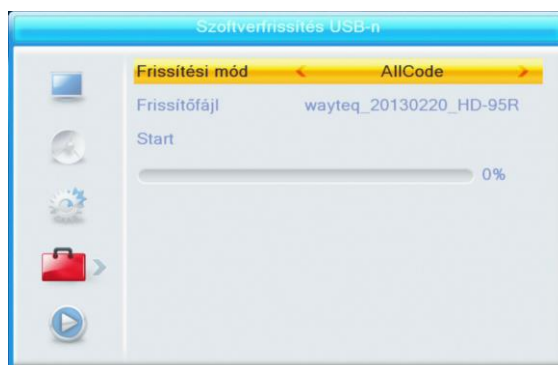 Szoftverfrissítés USB-n
Frissítési mód AllCode
Frissítőfájl wayteq_20130220_HD-95R
Start
0%